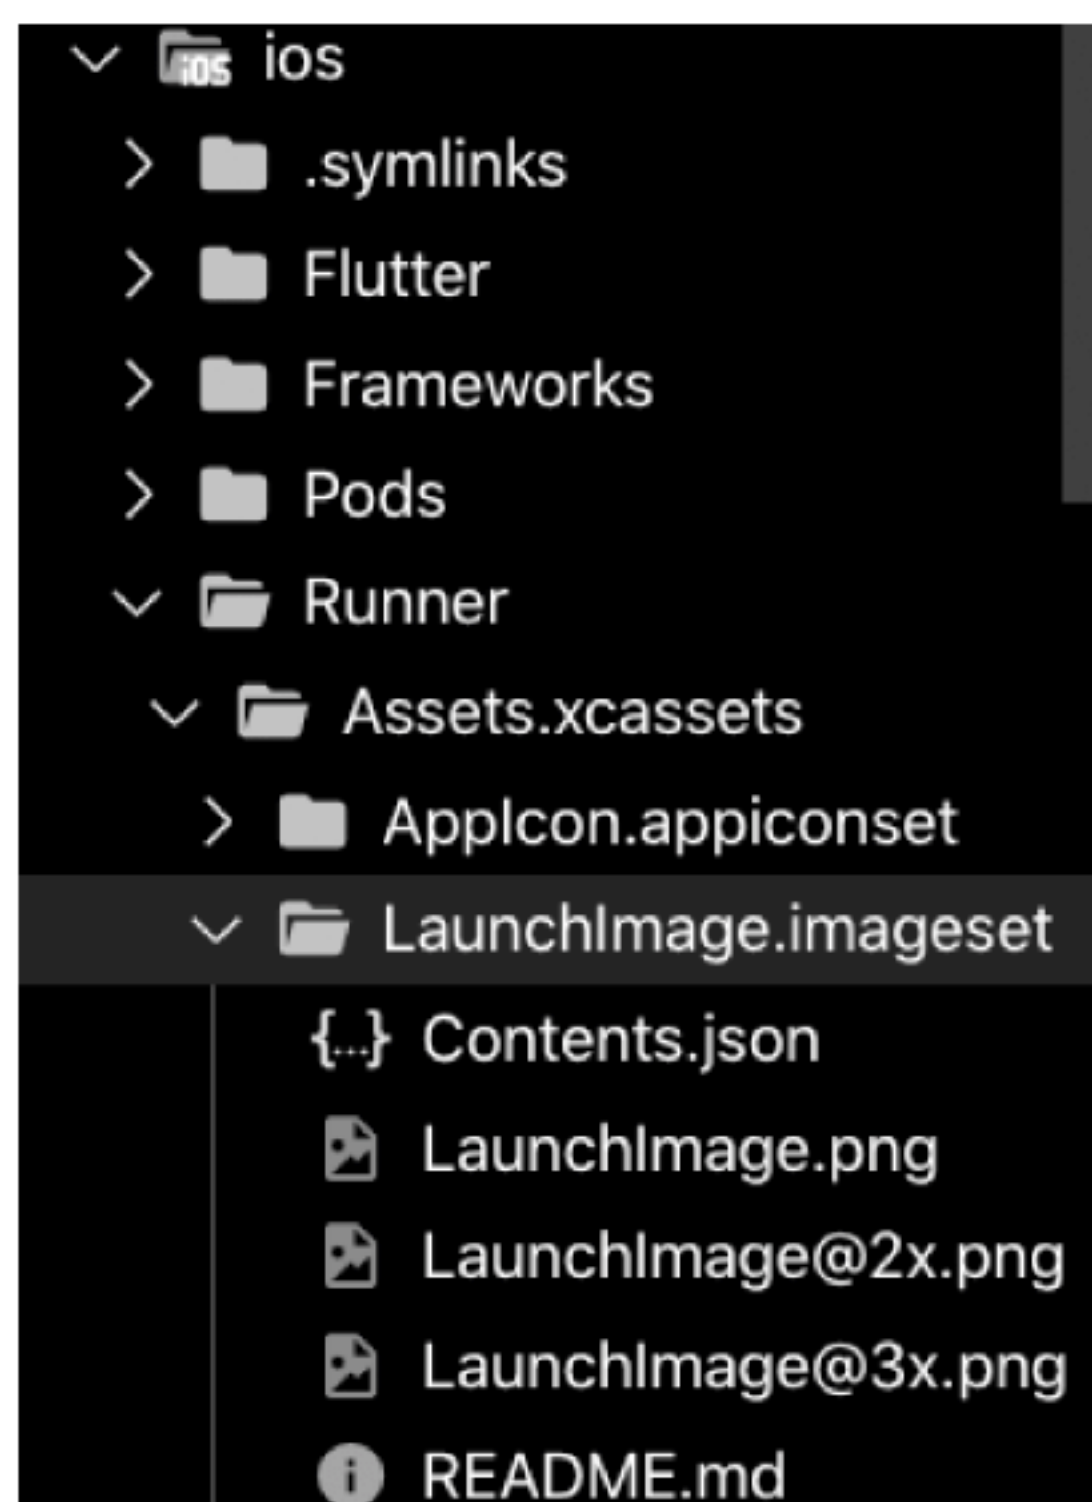 iOS ios
.symlinks
Flutter
Frameworks
Pods
Runner
Assets.xcassets
AppIcon.appiconset
LaunchImage.imageset
{...} Contents.json
LaunchImage.png
LaunchImage@2x.png
LaunchImage@3x.png
i README.md